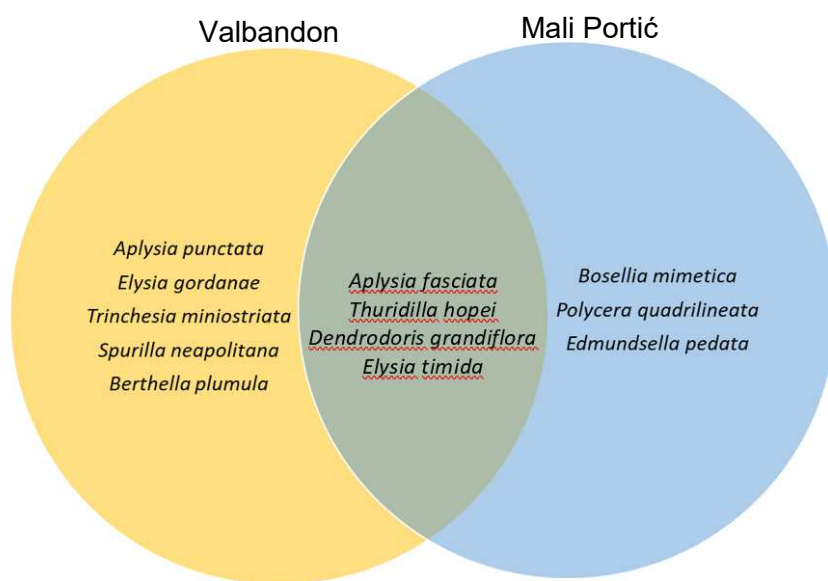 Valbandon
Mali Portić
Aplysia punctata
Elysia gordanae
Trinchesia miniostriata
Spurilla neapolitana
Berthella plumula
Aplysia fasciata
Thuridilla hopei
Dendrodoris grandiflora
Elysia timida
Bosellia mimetica
Polycera quadrilineata
Edmundsella pedata